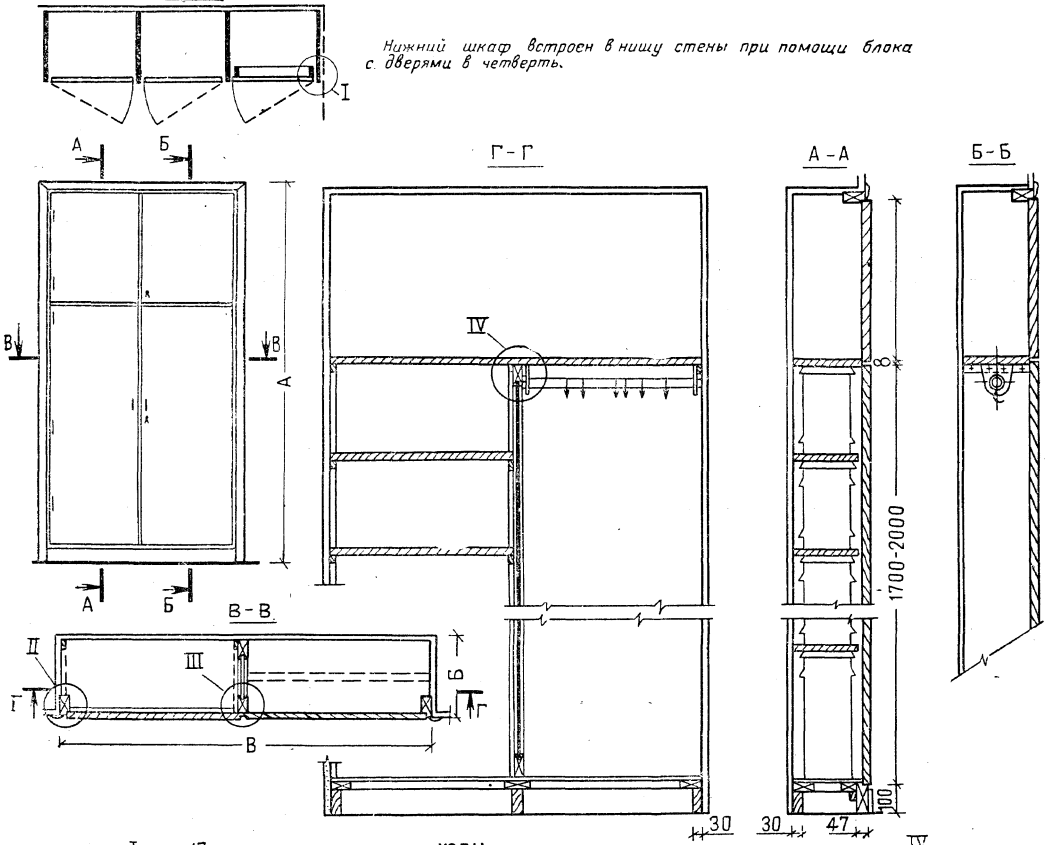 Нижний шкаф встроен в нишу стены при помощи блока
с дверями в четверть.
I
А Б
Г-Г
А-А
Б-Б
IV
В В
А
8
1700-2000
А Б
В-В
II
III
Б
Г Г
В
100
30
30
47
IV